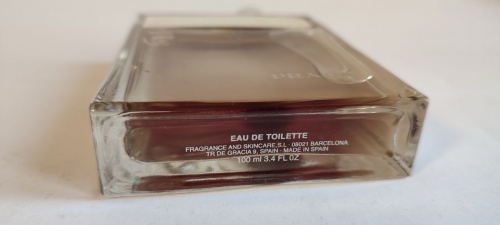 EAU DE TOILETTE
FRAGRANCE AND SKINCARE,S.L · 08021 BARCELONA
TR DE GRACIA 9, SPAIN · MADE IN SPAIN
100 ml 3.4 FL OZ